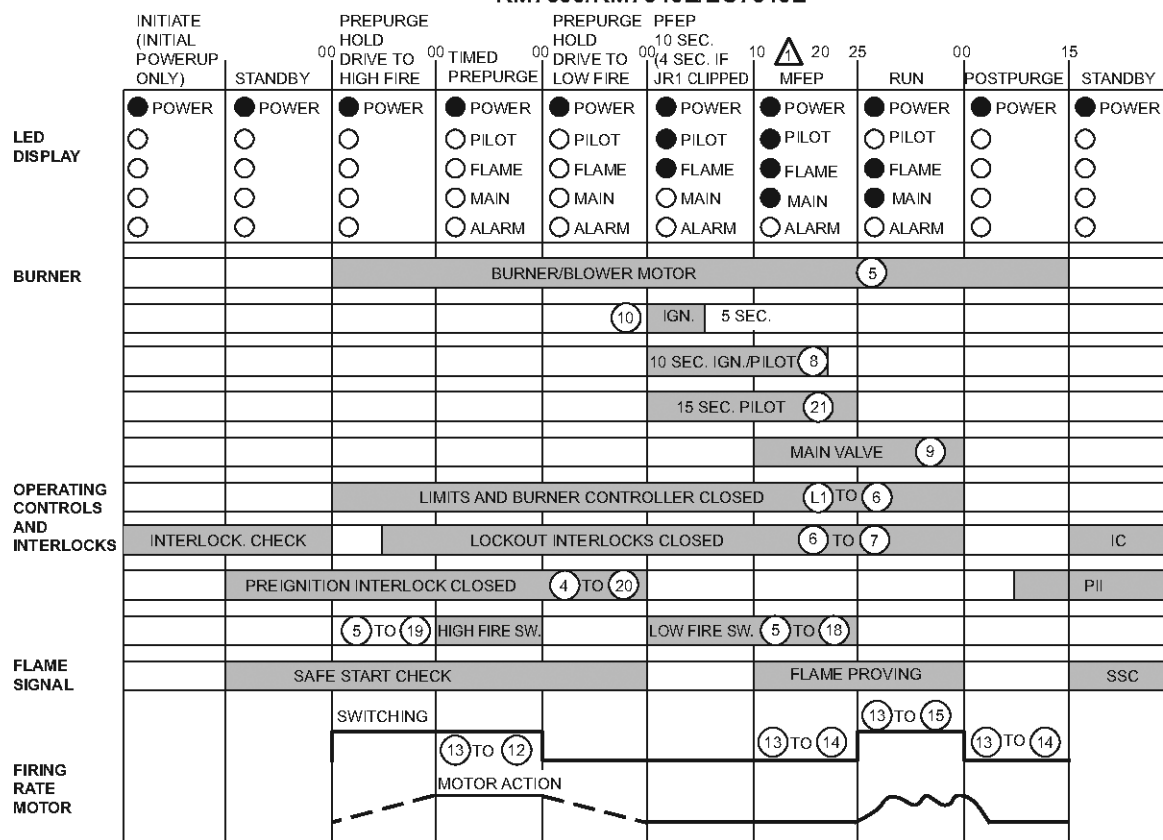 INITIATE
(INITIAL
POWERUP
ONLY)
STANDBY
00
PREPURGE
HOLD
DRIVE TO
HIGH FIRE
00
TIMED
PREPURGE
00
PREPURGE
HOLD
DRIVE TO
LOW FIRE
00
PFEP
10 SEC.
(4 SEC. IF
JR1 CLIPPED
10
1
20
MFEP
25
RUN
00
POSTPURGE
15
STANDBY
LED
DISPLAY
POWER POWER POWER POWER POWER POWER POWER POWER POWER POWER
PILOT PILOT PILOT PILOT PILOT
FLAME FLAME FLAME FLAME FLAME
MAIN MAIN MAIN MAIN MAIN
ALARM ALARM ALARM ALARM ALARM
BURNER
BURNER/BLOWER MOTOR 5
10 IGN. 5 SEC.
10 SEC. IGN./PILOT 8
15 SEC. PILOT 21
MAIN VALVE 9
OPERATING
CONTROLS
AND
INTERLOCKS
LIMITS AND BURNER CONTROLLER CLOSED L1 TO 6
INTERLOCK. CHECK LOCKOUT INTERLOCKS CLOSED 6 TO 7 IC
PREIGNITION INTERLOCK CLOSED 4 TO 20 PII
5 TO 19 HIGH FIRE SW. LOW FIRE SW. 5 TO 18
FLAME
SIGNAL
SAFE START CHECK FLAME PROVING SSC
FIRING
RATE
MOTOR
SWITCHING
13 TO 12
13 TO 14
13 TO 15
13 TO 14
MOTOR ACTION